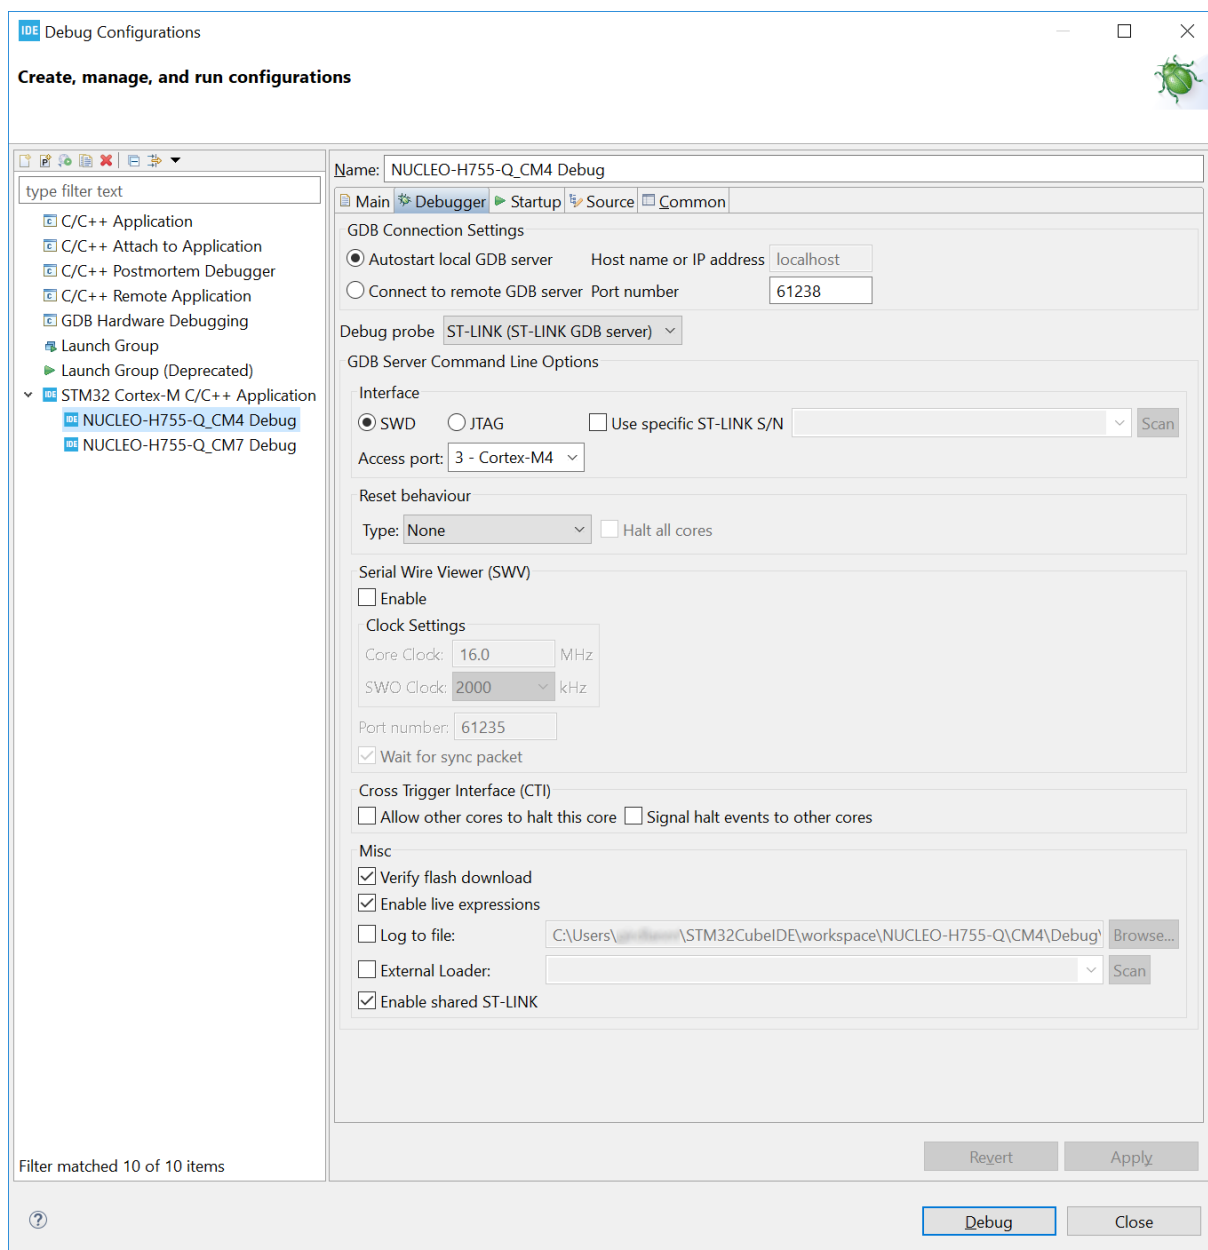 IDE Debug Configurations
Create, manage, and run configurations
type filter text
C/C++ Application
C/C++ Attach to Application
C/C++ Postmortem Debugger
C/C++ Remote Application
GDB Hardware Debugging
Launch Group
Launch Group (Deprecated)
IDE STM32 Cortex-M C/C++ Application
IDE NUCLEO-H755-Q_CM4 Debug
IDE NUCLEO-H755-Q_CM7 Debug
Filter matched 10 of 10 items
Name: NUCLEO-H755-Q_CM4 Debug
Main Debugger Startup Source Common
GDB Connection Settings
Autostart local GDB server Host name or IP address localhost
Connect to remote GDB server Port number 61238
Debug probe ST-LINK (ST-LINK GDB server)
GDB Server Command Line Options
Interface
SWD JTAG Use specific ST-LINK S/N Scan
Access port: 3 - Cortex-M4
Reset behaviour
Type: None Halt all cores
Serial Wire Viewer (SWV)
Enable
Clock Settings
Core Clock: 16.0 MHz
SWO Clock: 2000 kHz
Port number: 61235
Wait for sync packet
Cross Trigger Interface (CTI)
Allow other cores to halt this core Signal halt events to other cores
Misc
Verify flash download
Enable live expressions
Log to file: C:\Users\ \STM32CubeIDE\workspace\NUCLEO-H755-Q\CM4\Debug\ Browse...
External Loader: Scan
Enable shared ST-LINK
Revert Apply
? Debug Close